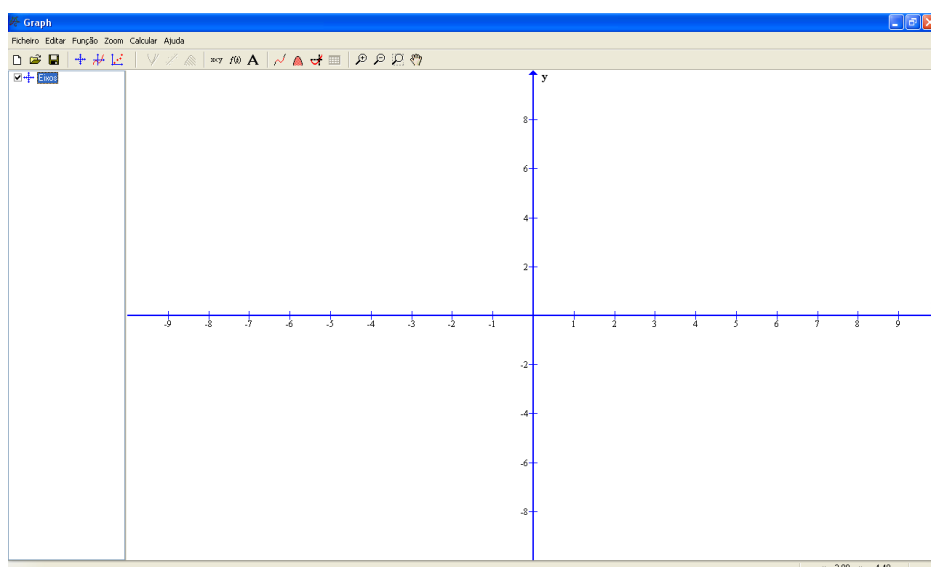 Graph
Ficheiro Editar Função Zoom Calcular Ajuda
x=y f(x) A
Eixos
y
8
6
4
2
-9 -8 -7 -6 -5 -4 -3 -2 -1 1 2 3 4 5 6 7 8 9
-2
-4
-6
-8